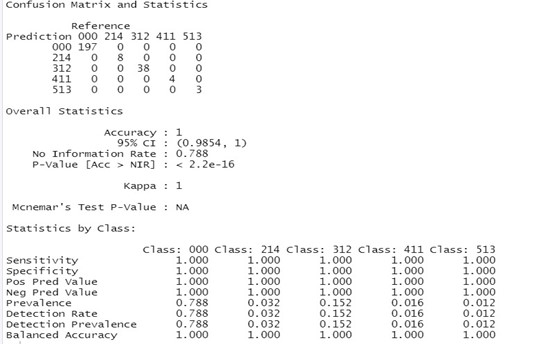 Confusion Matrix and Statistics
Reference
Prediction 000 214 312 411 513
000 197 0 0 0 0
214 0 8 0 0 0
312 0 0 38 0 0
411 0 0 0 4 0
513 0 0 0 0 3
Overall Statistics
Accuracy : 1
95% CI : (0.9854, 1)
No Information Rate : 0.788
P-Value [Acc > NIR] : < 2.2e-16
Kappa : 1
Mcnemar's Test P-Value : NA
Statistics by Class:
Class: 000 Class: 214 Class: 312 Class: 411 Class: 513
Sensitivity 1.000 1.000 1.000 1.000 1.000
Specificity 1.000 1.000 1.000 1.000 1.000
Pos Pred Value 1.000 1.000 1.000 1.000 1.000
Neg Pred Value 1.000 1.000 1.000 1.000 1.000
Prevalence 0.788 0.032 0.152 0.016 0.012
Detection Rate 0.788 0.032 0.152 0.016 0.012
Detection Prevalence 0.788 0.032 0.152 0.016 0.012
Balanced Accuracy 1.000 1.000 1.000 1.000 1.000